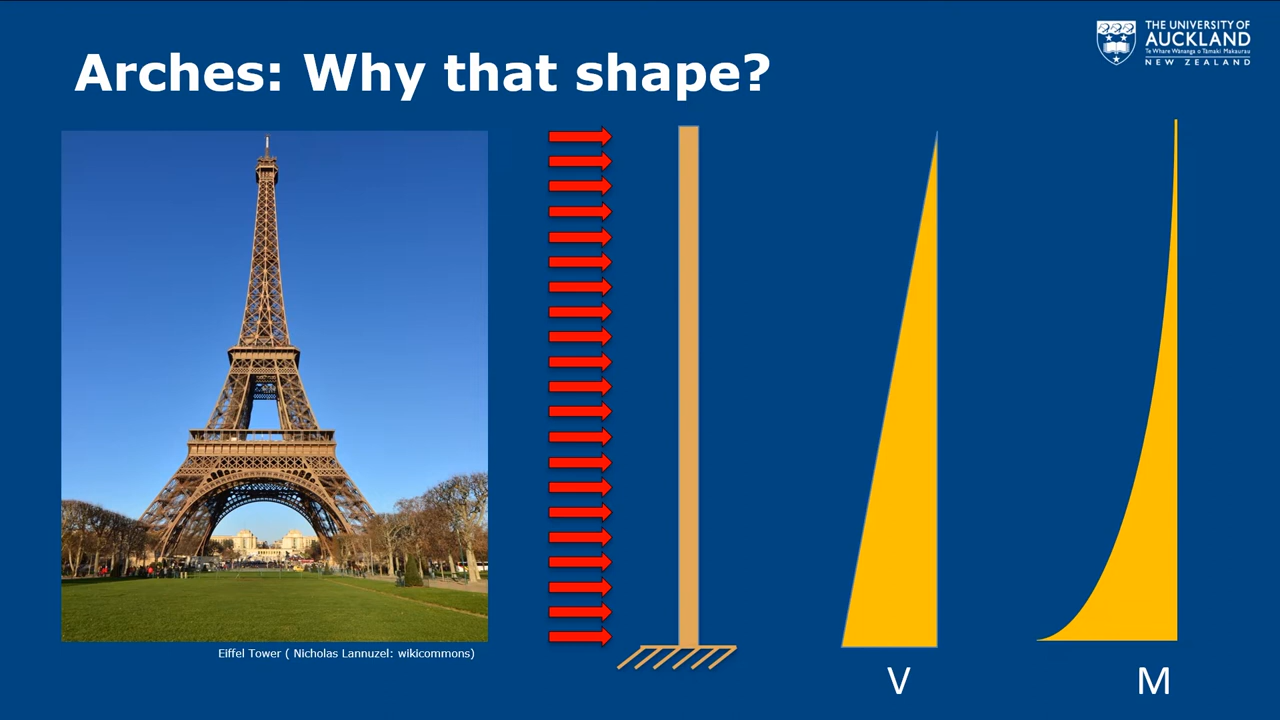 THE UNIVERSITY OF
AUCKLAND
Te Whare Wānanga o Tāmaki Makaurau
NEW ZEALAND
Arches: Why that shape?
Eiffel Tower ( Nicholas Lannuzel: wikicommons)
V
M